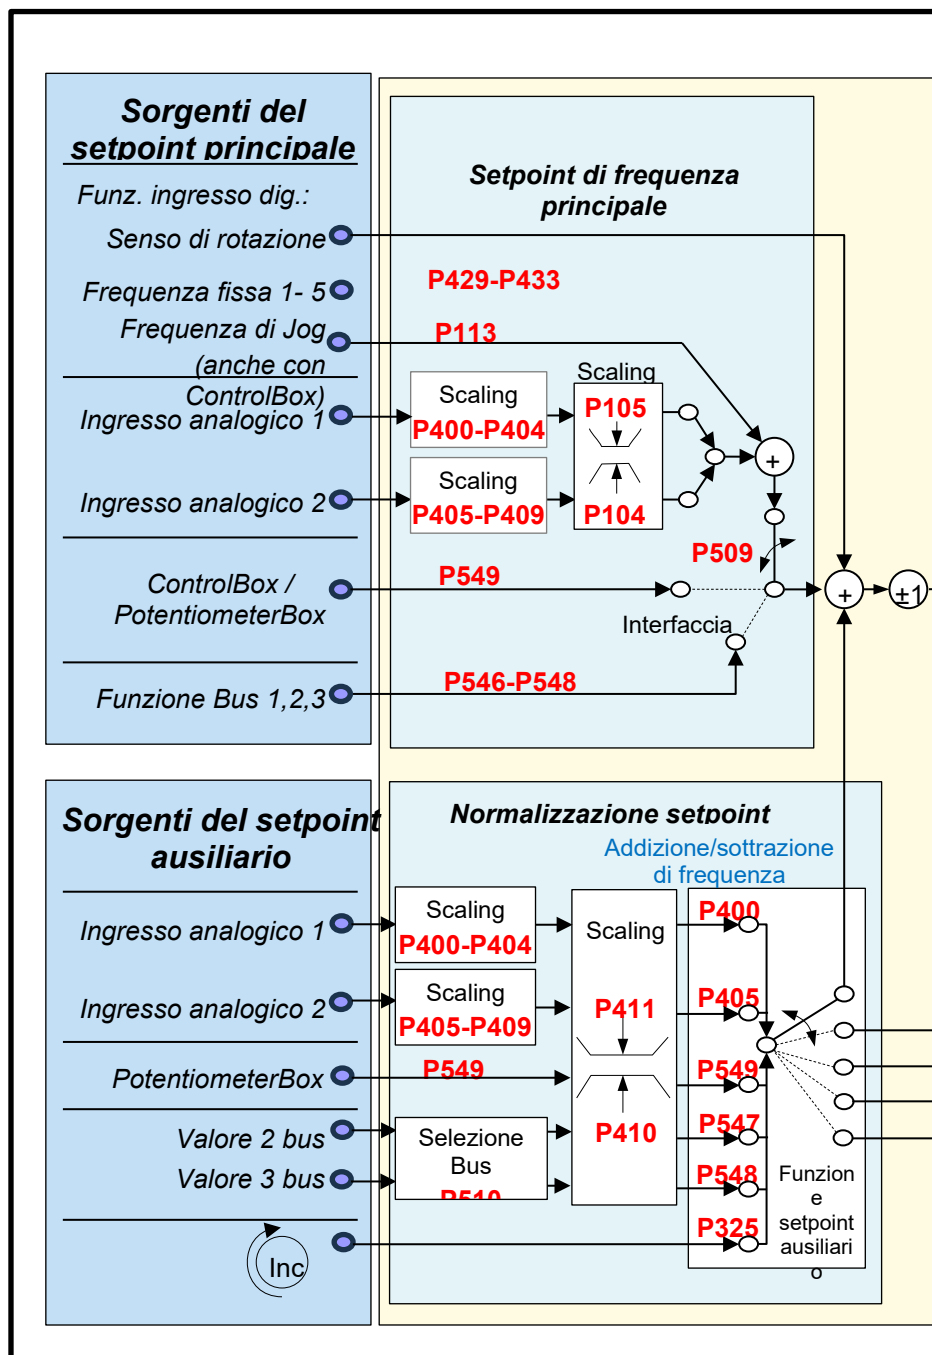 Sorgenti del
setpoint principale
Funz. ingresso dig.:
Senso di rotazione
Frequenza fissa 1- 5
Frequenza di Jog
(anche con
ControlBox)
Ingresso analogico 1
Ingresso analogico 2
ControlBox /
PotentiometerBox
Funzione Bus 1,2,3
Setpoint di frequenza
principale
P429-P433
P113
Scaling
P400-P404
Scaling
P405-P409
Scaling
P105
P104
+
P509
P549
Interfaccia
P546-P548
+
±1
Sorgenti del setpoint
ausiliario
Ingresso analogico 1
Ingresso analogico 2
PotentiometerBox
Valore 2 bus
Valore 3 bus
Inc
Normalizzazione setpoint
Addizione/sottrazione
di frequenza
Scaling
P400-P404
Scaling
P405-P409
P549
Selezione
Bus
P510
Scaling
P411
P410
P400
P405
P549
P547
P548
P325
Funzion
e
setpoint
ausiliari
o